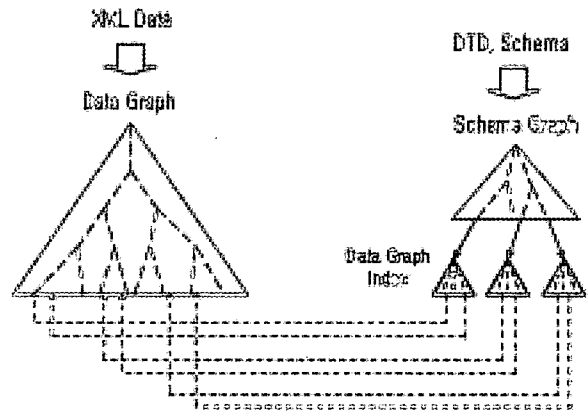 XML Data
Data Graph
DTD, Schema
Schema Graph
Data Graph
Index